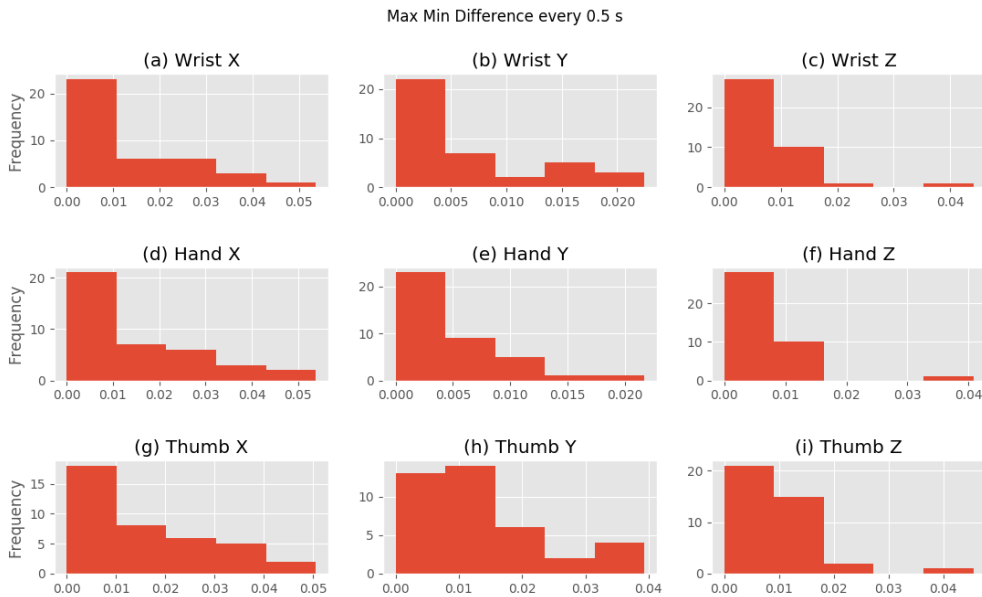 Max Min Difference every 0.5 s
(a) Wrist X
(b) Wrist Y
(c) Wrist Z
Frequency
20
10
0
0.00 0.01 0.02 0.03 0.04 0.05
20
10
0
0.000 0.005 0.010 0.015 0.020
20
10
0
0.00 0.01 0.02 0.03 0.04
(d) Hand X
(e) Hand Y
(f) Hand Z
Frequency
20
10
0
0.00 0.01 0.02 0.03 0.04 0.05
20
10
0
0.000 0.005 0.010 0.015 0.020
20
10
0
0.00 0.01 0.02 0.03 0.04
(g) Thumb X
(h) Thumb Y
(i) Thumb Z
Frequency
15
10
5
0
0.00 0.01 0.02 0.03 0.04 0.05
10
5
0
0.00 0.01 0.02 0.03 0.04
20
10
0
0.00 0.01 0.02 0.03 0.04